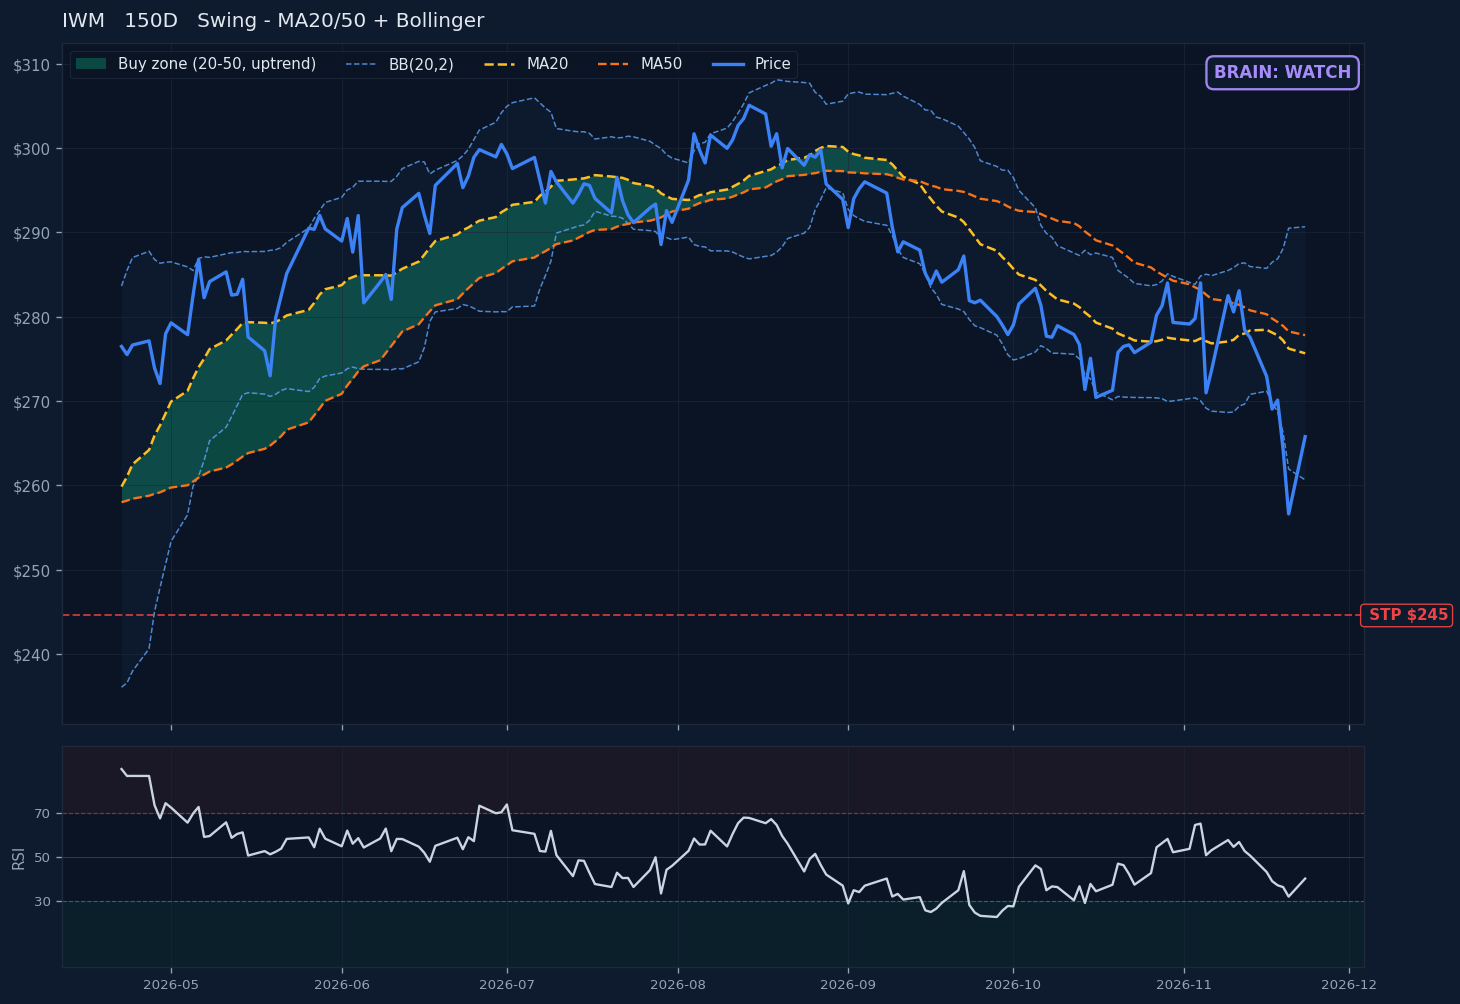 IWM   150D   Swing - MA20/50 + Bollinger
Buy zone (20-50, uptrend)   BB(20,2)   MA20   MA50   Price
BRAIN: WATCH
$310
$300
$290
$280
$270
$260
$250
STP $245
$240
70
50
30
RSI
2026-05   2026-06   2026-07   2026-08   2026-09   2026-10   2026-11   2026-12